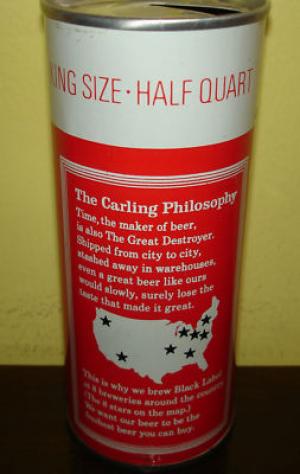 KING SIZE · HALF QUART
The Carling Philosophy
Time, the maker of beer,
is also The Great Destroyer.
Shipped from city to city,
stashed away in warehouses,
even a great beer like ours
would slowly, surely lose the
taste that made it great.
This is why we brew Black Label
at 8 breweries around the country
(The 8 stars on the map.)
We want our beer to be the
freshest beer you can buy.